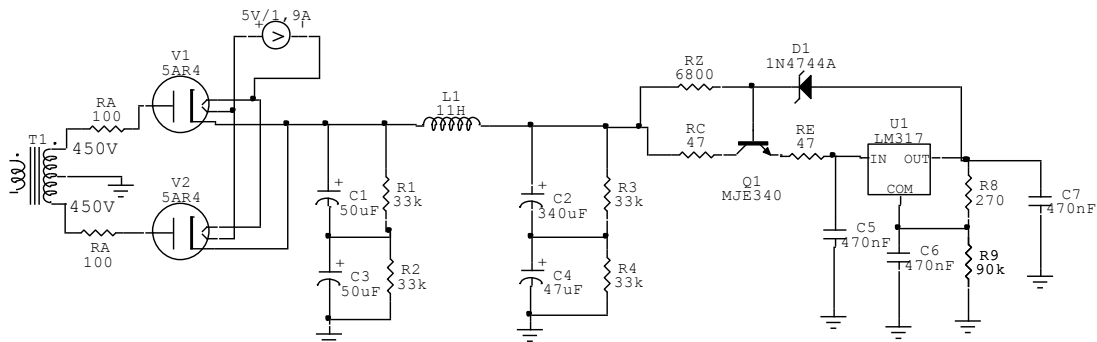 5V/1,9A
+
V
V1
5AR4
RA
100
T1
450V
450V
V2
5AR4
RA
100
L1
11H
+
C1
50uF
R1
33k
+
C3
50uF
R2
33k
+
C2
340uF
R3
33k
+
C4
47uF
R4
33k
RZ
6800
D1
1N4744A
RC
47
Q1
MJE340
RE
47
U1
LM317
IN OUT
COM
R8
270
C7
470nF
C5
470nF
C6
470nF
R9
90k